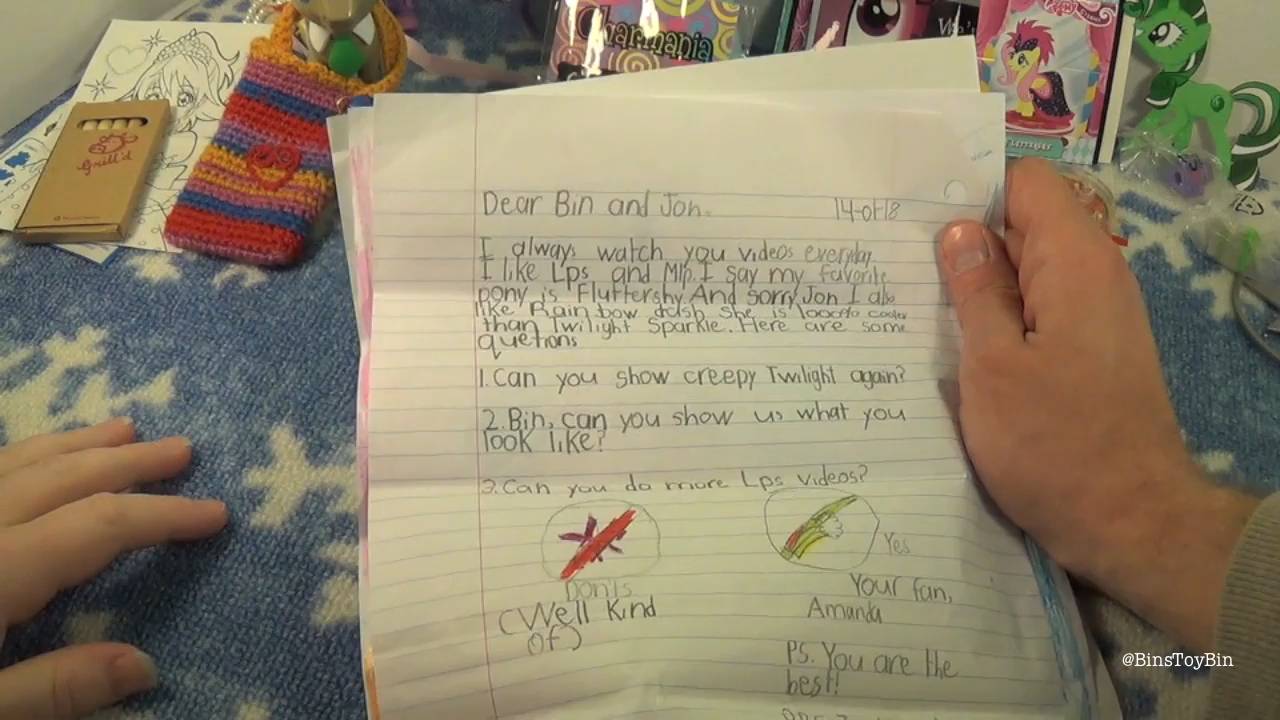 Charmania
Grill'd
Dear Bin and Jon.
14-01-18
I always watch you videos everyday.
I like Lps and Mlp. I say my favorite
pony is Fluttershy. And sorry Jon I also
like Rainbow dash she is 1000% cooler
than Twilight Sparkle. Here are some
quetions
1. Can you show creepy Twilight again?
2. Bin, can you show us what you
look like?
3. Can you do more Lps videos?
Yes
Don'ts
(Well Kind
of)
Your fan,
Amanda
PS. You are the
best!
@BinsToyBin